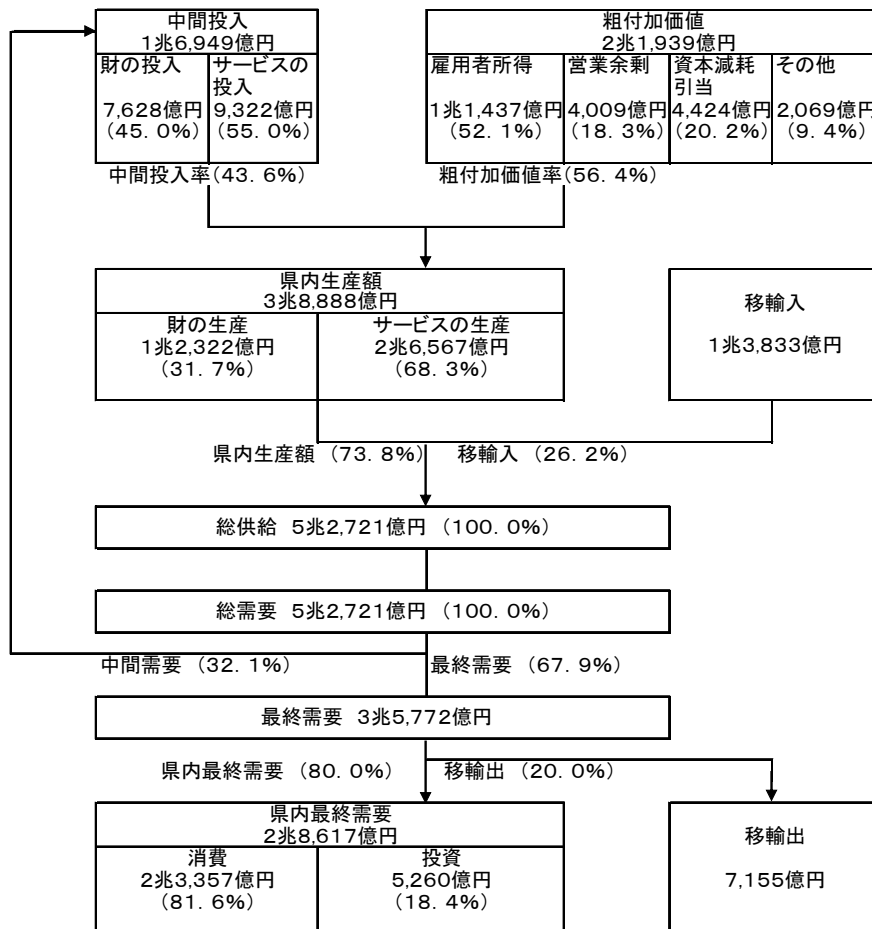 中間投入
1兆6,949億円
財の投入
7,628億円
(45.0%)
サービスの
投入
9,322億円
(55.0%)
粗付加価値
2兆1,939億円
雇用者所得
1兆1,437億円
(52.1%)
営業余剰
4,009億円
(18.3%)
資本減耗
引当
4,424億円
(20.2%)
その他
2,069億円
(9.4%)
中間投入率(43.6%)
粗付加価値率(56.4%)
県内生産額
3兆8,888億円
財の生産
1兆2,322億円
(31.7%)
サービスの生産
2兆6,567億円
(68.3%)
移輸入
1兆3,833億円
県内生産額 (73.8%)
移輸入 (26.2%)
総供給 5兆2,721億円 (100.0%)
総需要 5兆2,721億円 (100.0%)
中間需要 (32.1%)
最終需要 (67.9%)
最終需要 3兆5,772億円
県内最終需要 (80.0%)
移輸出 (20.0%)
県内最終需要
2兆8,617億円
消費
2兆3,357億円
(81.6%)
投資
5,260億円
(18.4%)
移輸出
7,155億円